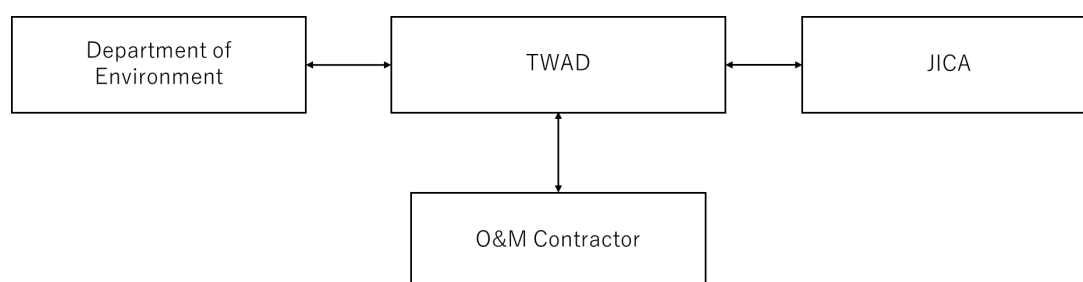 Department of
Environment
TWAD
JICA
O&M Contractor